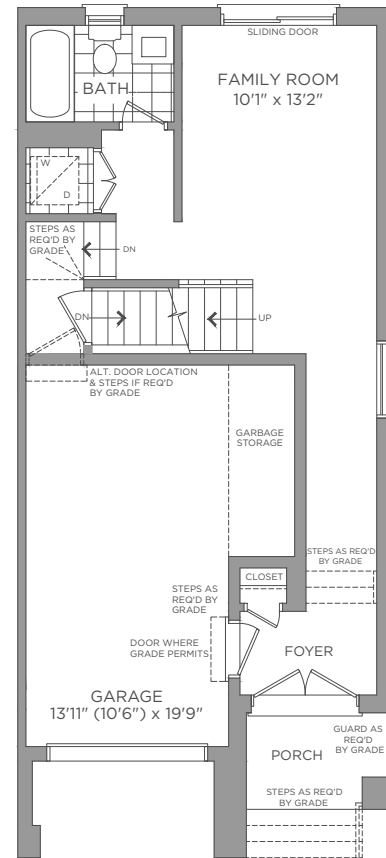 SLIDING DOOR
FAMILY ROOM
10'1" x 13'2"
BATH
W
D
STEPS AS
REQ'D BY
GRADE
DN
DN
UP
ALT. DOOR LOCATION
& STEPS IF REQ'D
BY GRADE
GARBAGE
STORAGE
STEPS AS REQ'D
BY GRADE
CLOSET
STEPS AS
REQ'D BY
GRADE
DOOR WHERE
GRADE PERMITS
FOYER
GARAGE
13'11" (10'6") x 19'9"
GUARD AS
REQ'D
BY GRADE
PORCH
STEPS AS REQ'D
BY GRADE